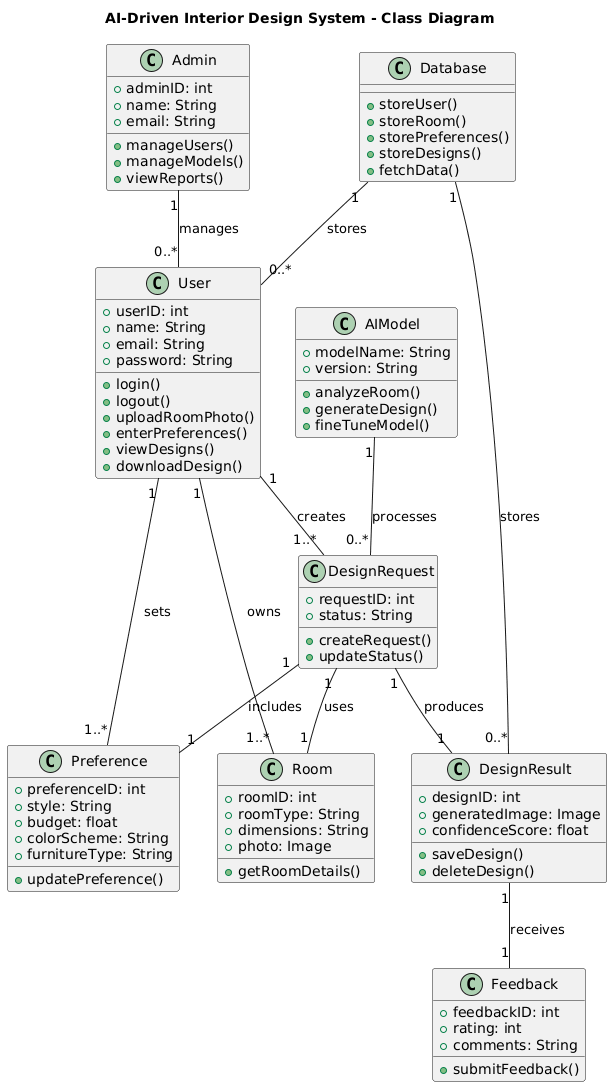 AI-Driven Interior Design System - Class Diagram
C Admin
adminID: int
name: String
email: String
manageUsers()
manageModels()
viewReports()
C Database
storeUser()
storeRoom()
storePreferences()
storeDesigns()
fetchData()
1
manages
0..*
1
stores
0..*
1
C User
userID: int
name: String
email: String
password: String
login()
logout()
uploadRoomPhoto()
enterPreferences()
viewDesigns()
downloadDesign()
C AIModel
modelName: String
version: String
analyzeRoom()
generateDesign()
fineTuneModel()
1
processes
0..*
1
creates
1..*
stores
0..*
1
sets
1..*
1
owns
1..*
C DesignRequest
requestID: int
status: String
createRequest()
updateStatus()
1
includes
1
1
uses
1
1
produces
1
C Preference
preferenceID: int
style: String
budget: float
colorScheme: String
furnitureType: String
updatePreference()
C Room
roomID: int
roomType: String
dimensions: String
photo: Image
getRoomDetails()
C DesignResult
designID: int
generatedImage: Image
confidenceScore: float
saveDesign()
deleteDesign()
1
receives
1
C Feedback
feedbackID: int
rating: int
comments: String
submitFeedback()